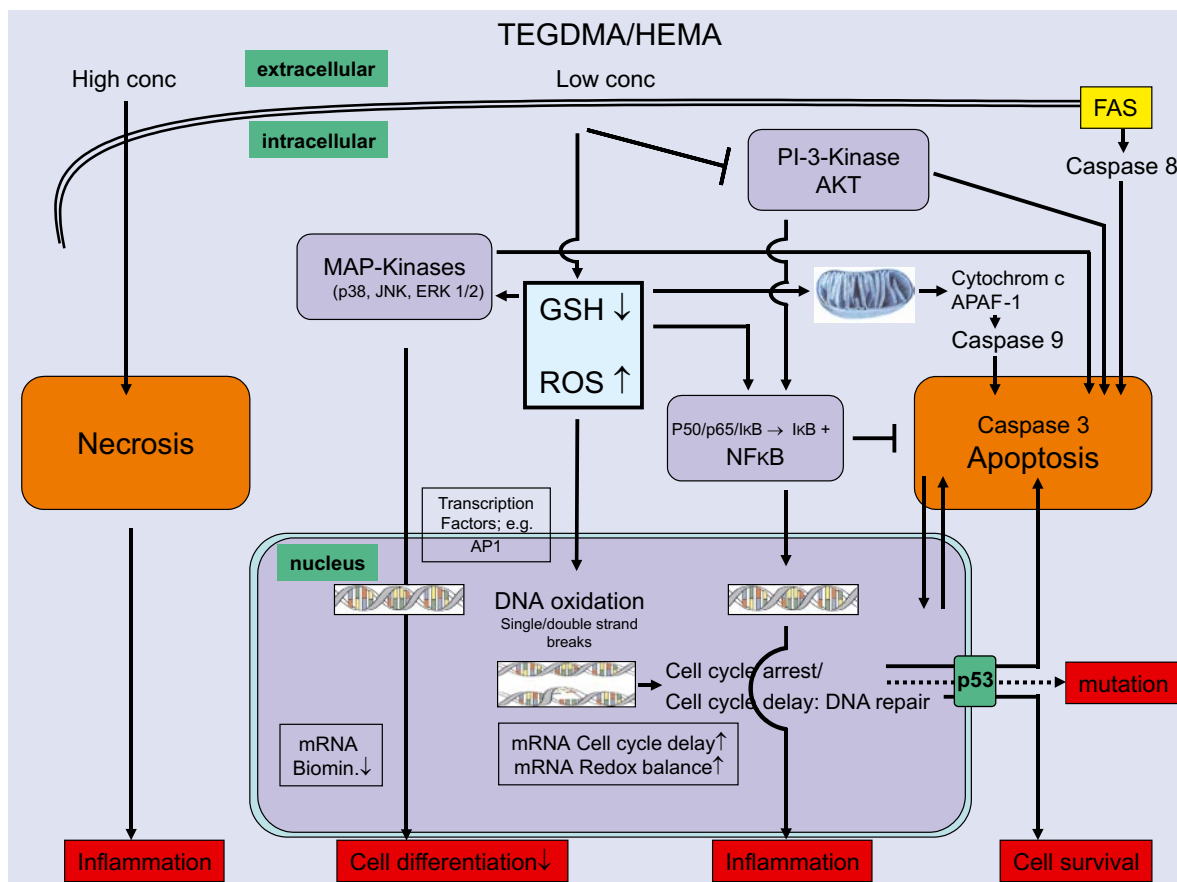 TEGDMA/HEMA
High conc
extracellular
Low conc
FAS
intracellular
PI-3-Kinase
AKT
Caspase 8
MAP-Kinases
(p38, JNK, ERK 1/2)
GSH ↓
ROS ↑
Cytochrom c
APAF-1
Caspase 9
Necrosis
P50/p65/IκB → IκB +
NFκB
Caspase 3
Apoptosis
Transcription
Factors; e.g.
AP1
nucleus
DNA oxidation
Single/double strand
breaks
Cell cycle arrest/
Cell cycle delay: DNA repair
p53
mutation
mRNA
Biomin.↓
mRNA Cell cycle delay↑
mRNA Redox balance↑
Inflammation
Cell differentiation↓
Inflammation
Cell survival